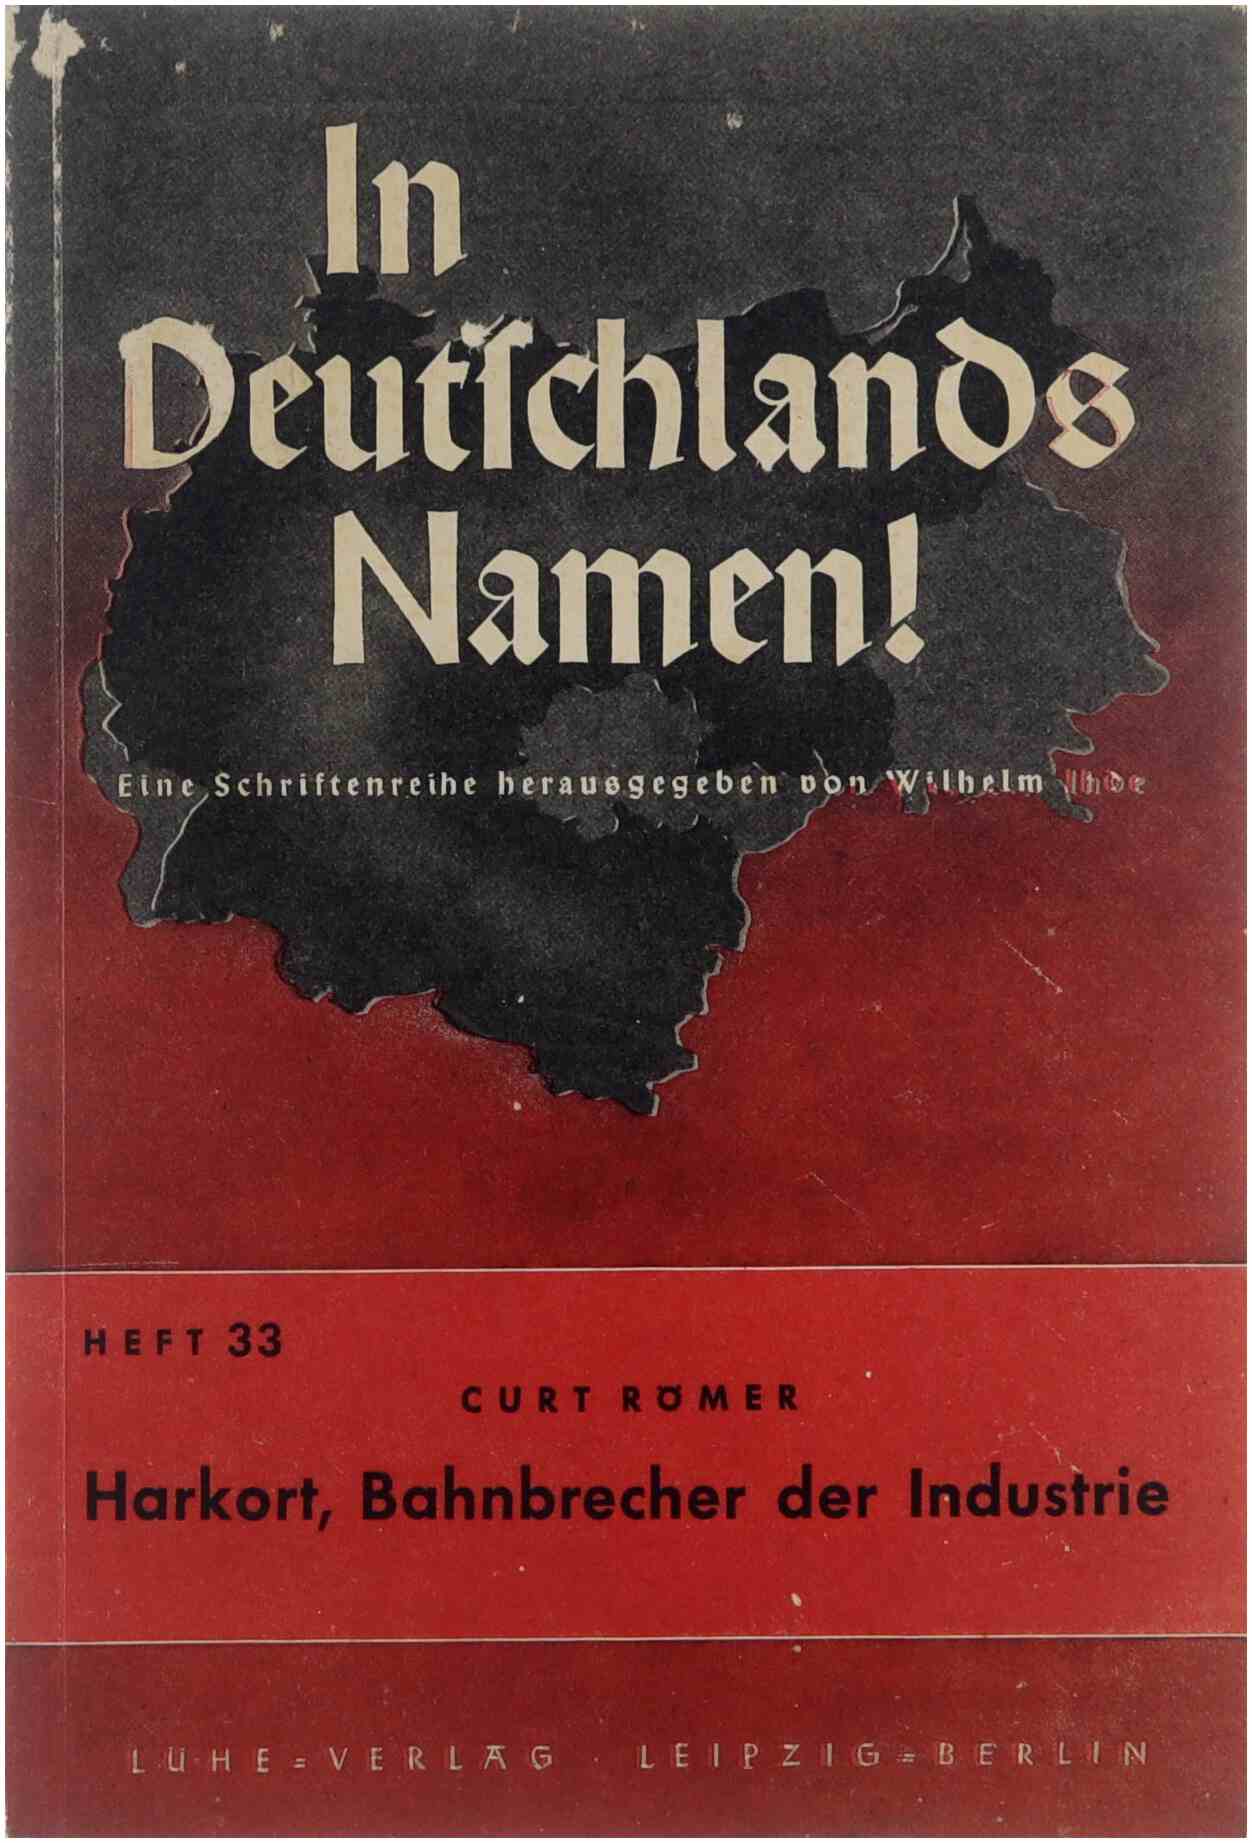 In
Deutſchlands
Namen!
Eine Schriftenreihe herausgegeben von Wilhelm Ihde
HEFT 33
CURT RÖMER
Harkort, Bahnbrecher der Industrie
LÜHE=VERLAG · LEIPZIG=BERLIN